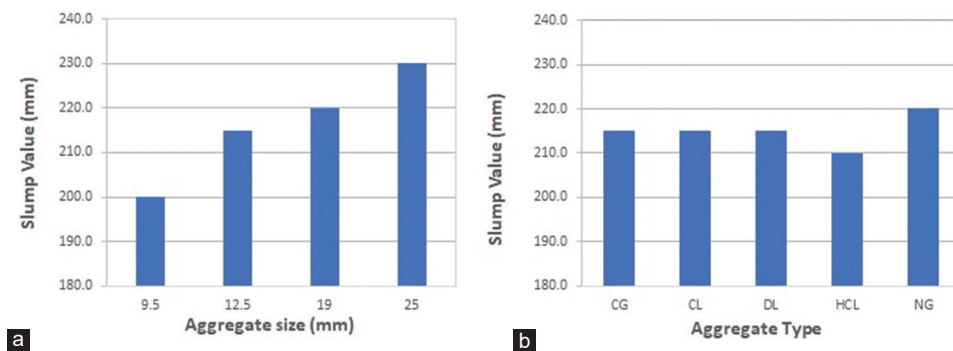 240.0
230.0
220.0
210.0
200.0
190.0
180.0
Slump Value (mm)
9.5 12.5 19 25
Aggregate size (mm)
a
240.0
230.0
220.0
210.0
200.0
190.0
180.0
Slump Value (mm)
CG CL DL HCL NG
Aggregate Type
b